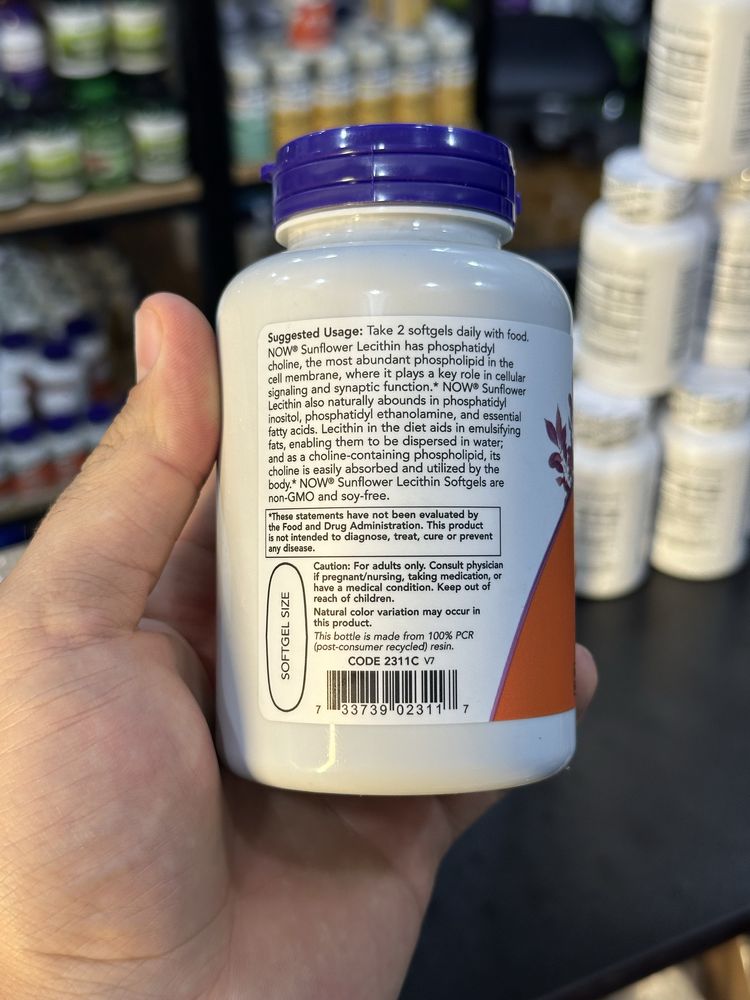 Suggested Usage: Take 2 softgels daily with food.
NOW® Sunflower Lecithin has phosphatidyl
choline, the most abundant phospholipid in the
cell membrane, where it plays a key role in cellular
signaling and synaptic function.* NOW® Sunflower
Lecithin also naturally abounds in phosphatidyl
inositol, phosphatidyl ethanolamine, and essential
fatty acids. Lecithin in the diet aids in emulsifying
fats, enabling them to be dispersed in water;
and as a choline-containing phospholipid, its
choline is easily absorbed and utilized by the
body.* NOW® Sunflower Lecithin Softgels are
non-GMO and soy-free.
*These statements have not been evaluated by
the Food and Drug Administration. This product
is not intended to diagnose, treat, cure or prevent
any disease.
SOFTGEL SIZE
Caution: For adults only. Consult physician
if pregnant/nursing, taking medication, or
have a medical condition. Keep out of
reach of children.
Natural color variation may occur in
this product.
This bottle is made from 100% PCR
(post-consumer recycled) resin.
CODE 2311C V7
7 33739 02311 7